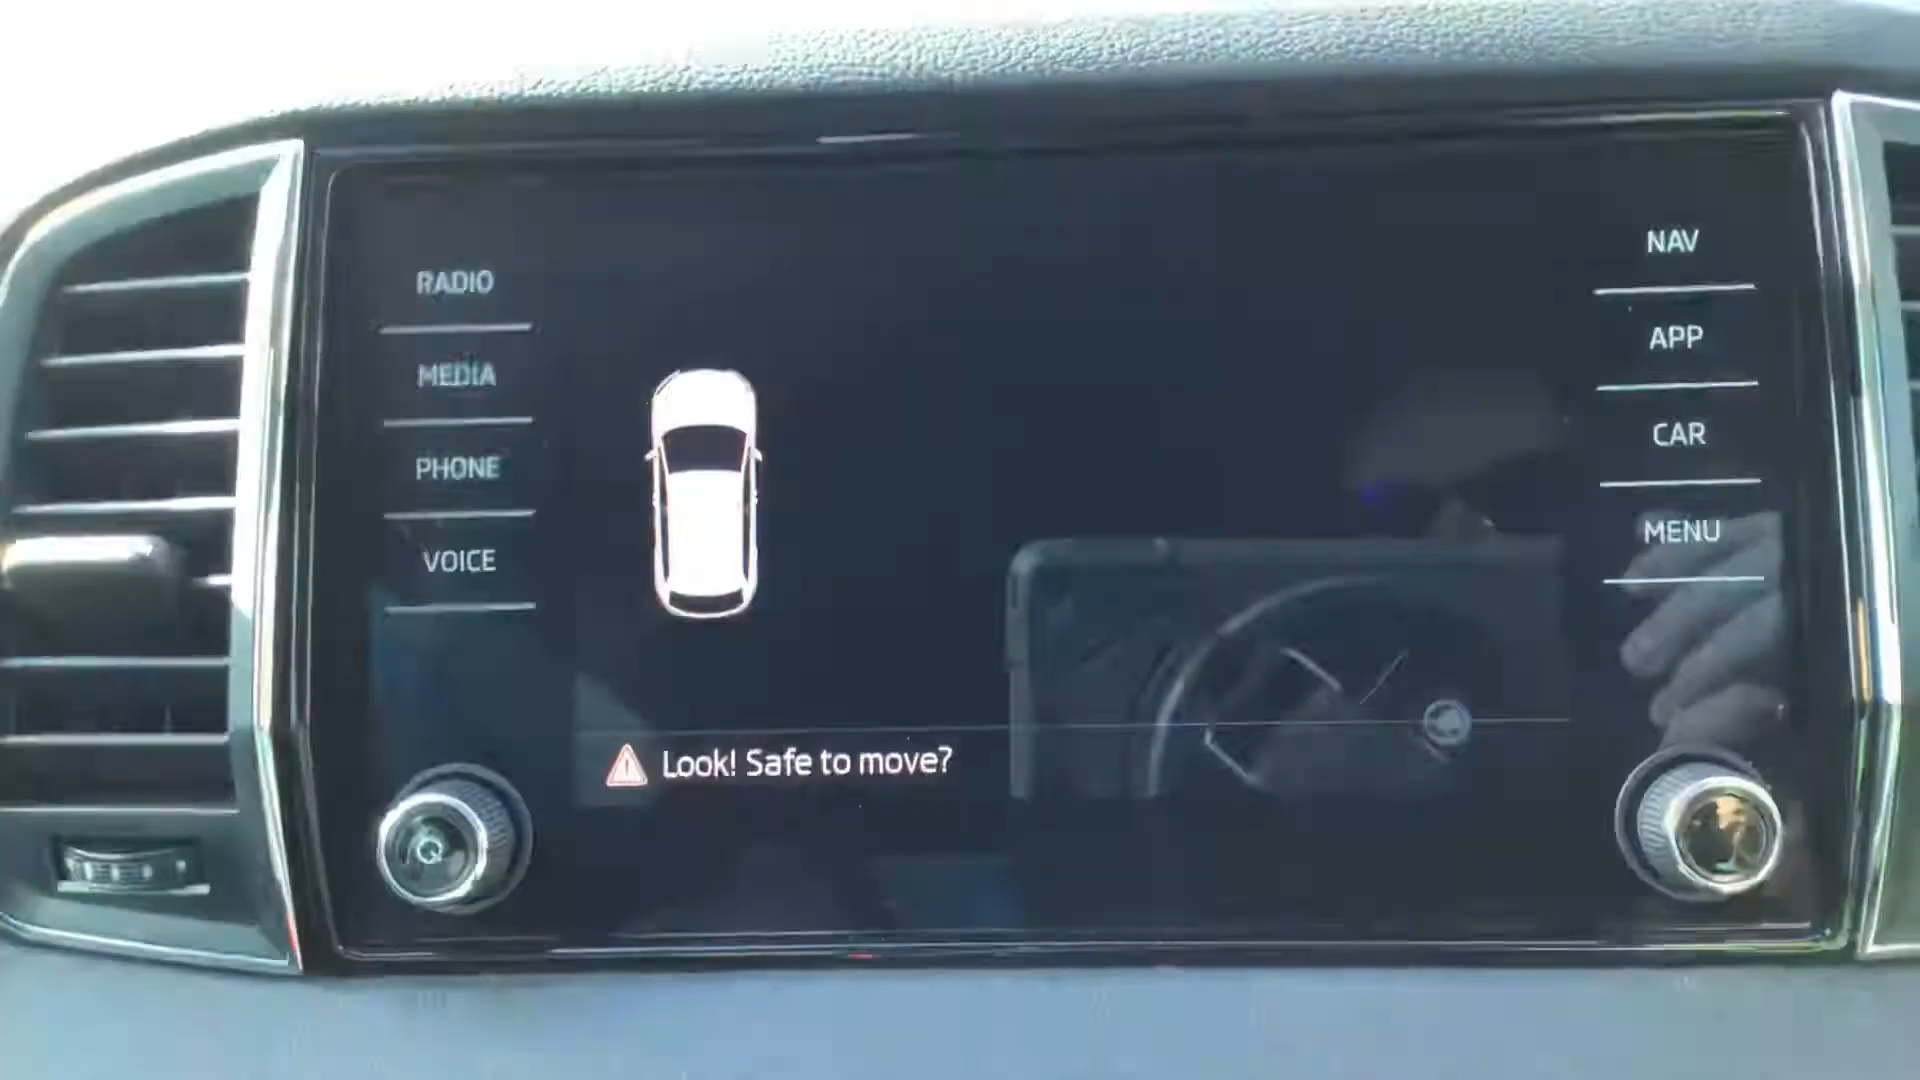 RADIO
MEDIA
PHONE
VOICE
NAV
APP
CAR
MENU
Look! Safe to move?